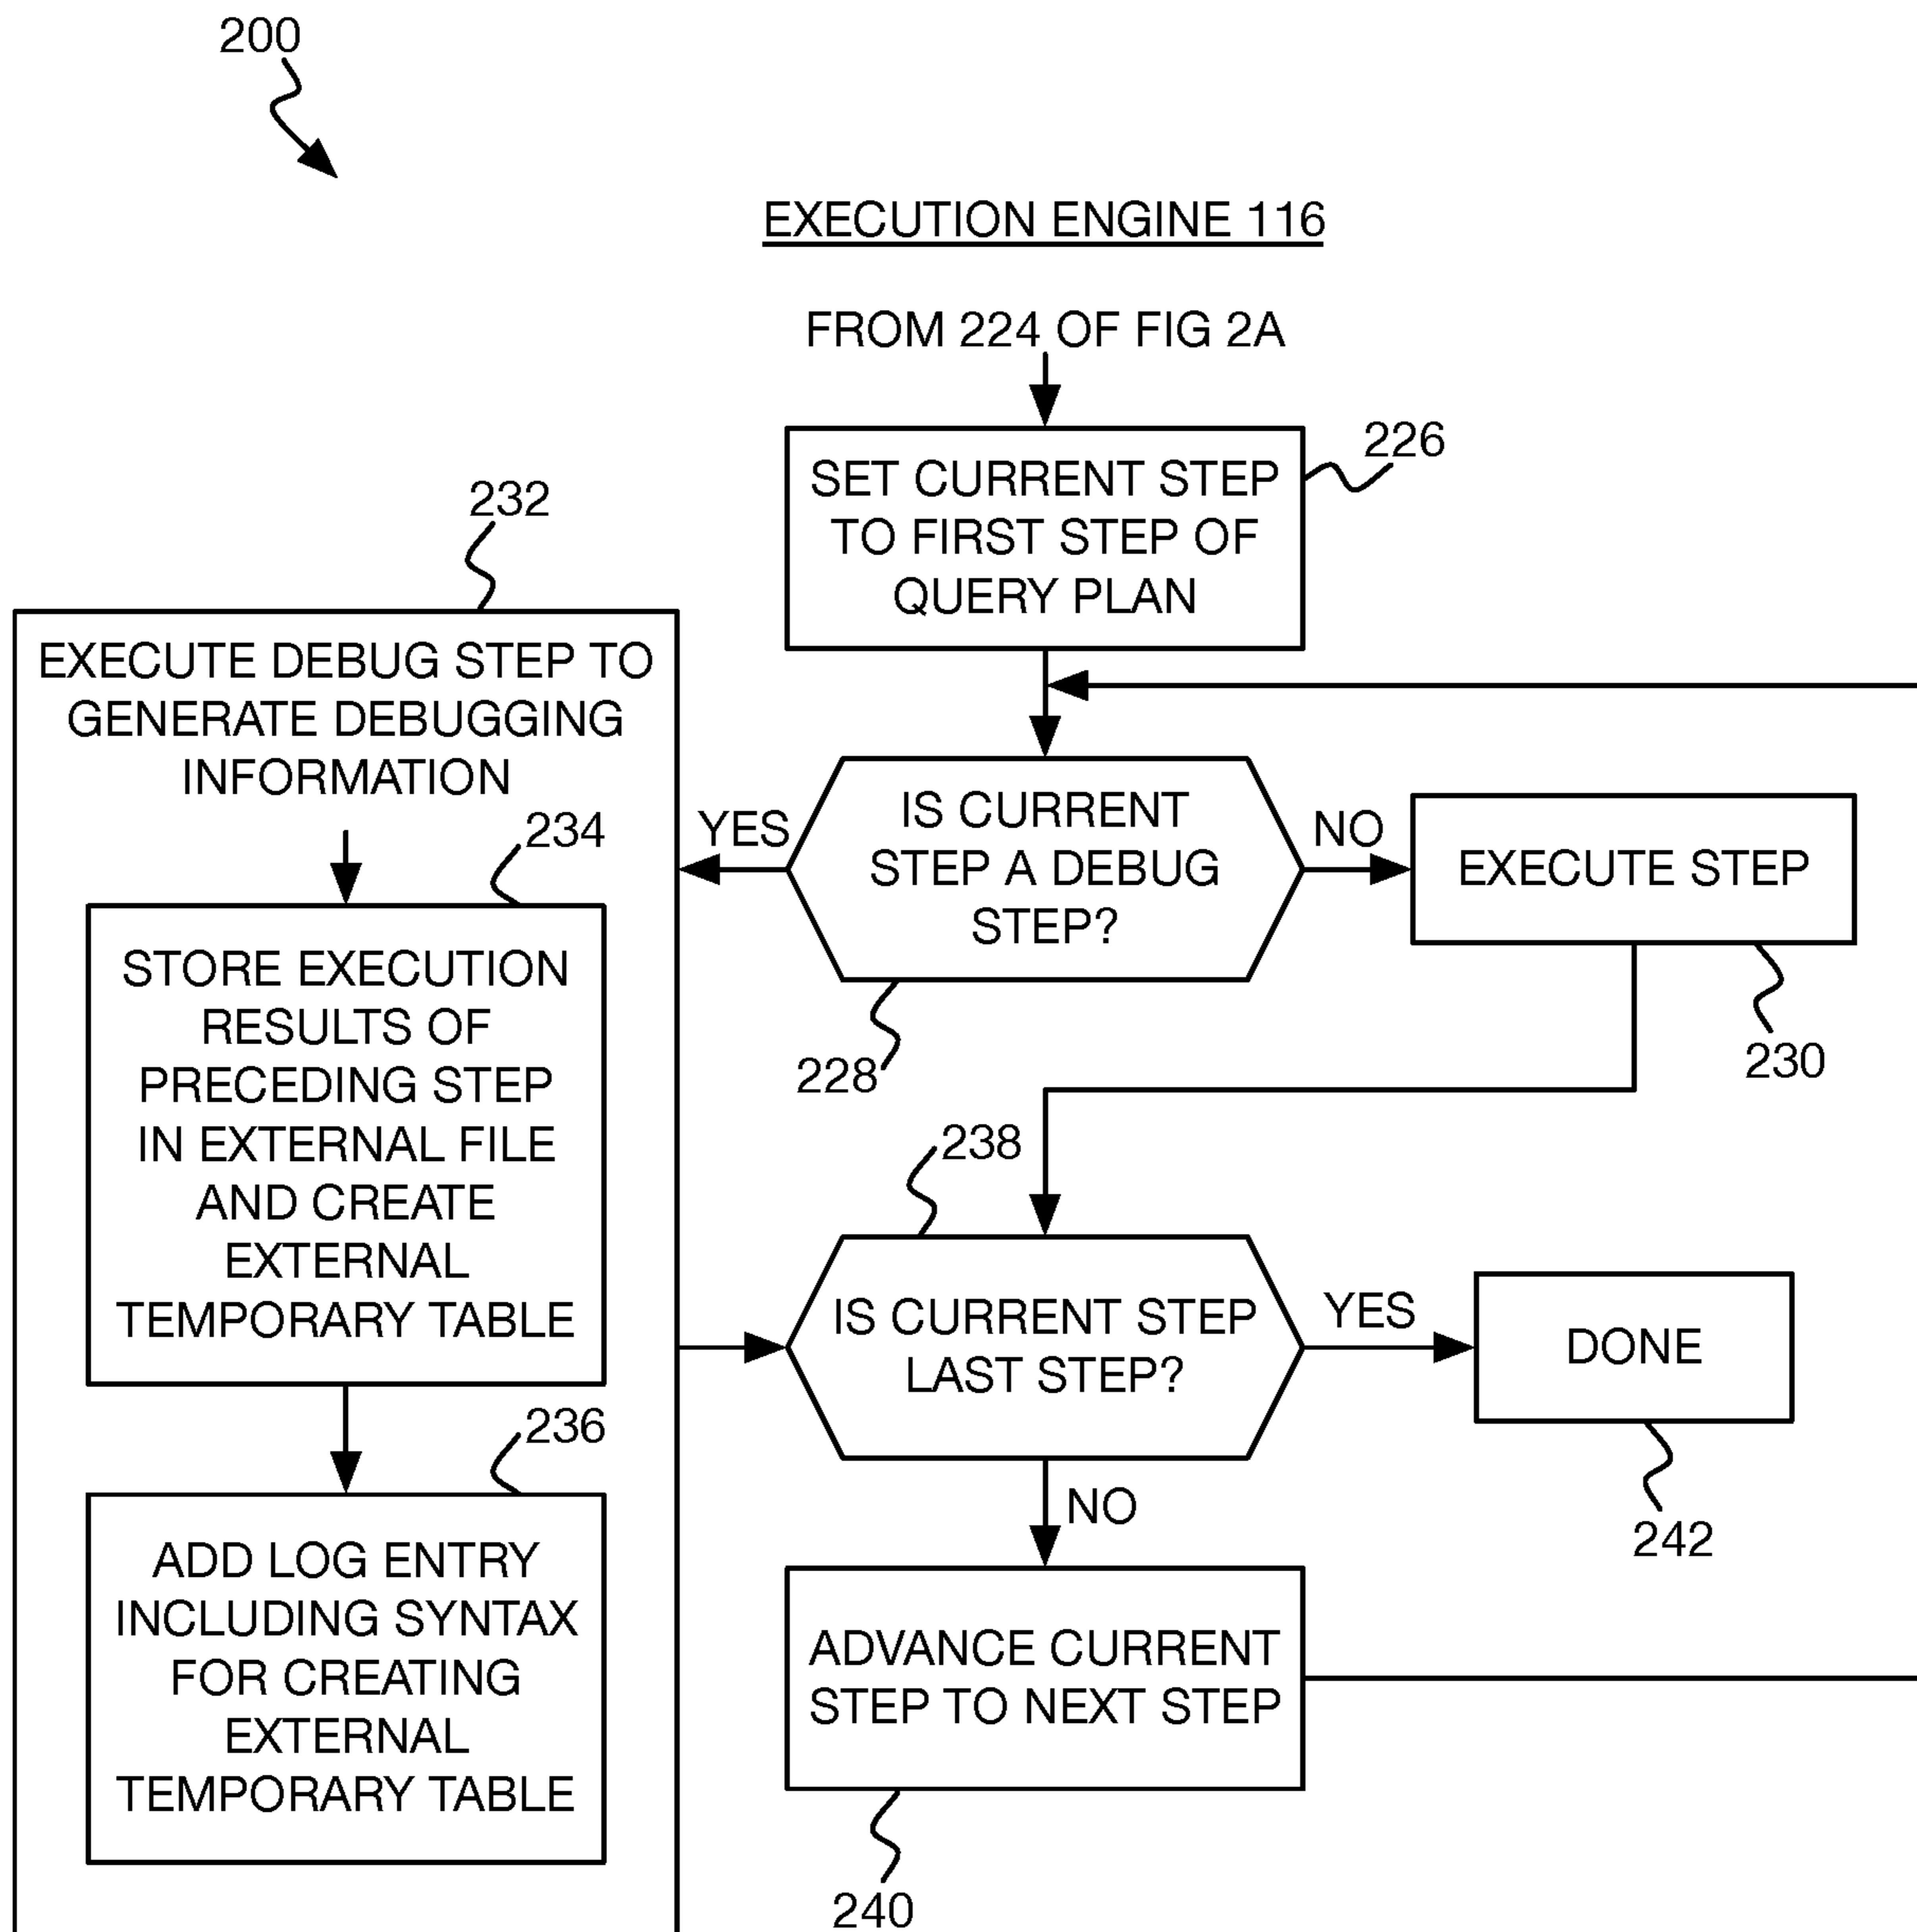 200
EXECUTION ENGINE 116
FROM 224 OF FIG 2A
SET CURRENT STEP
TO FIRST STEP OF
QUERY PLAN
226
232
EXECUTE DEBUG STEP TO
GENERATE DEBUGGING
INFORMATION
234
STORE EXECUTION
RESULTS OF
PRECEDING STEP
IN EXTERNAL FILE
AND CREATE
EXTERNAL
TEMPORARY TABLE
236
ADD LOG ENTRY
INCLUDING SYNTAX
FOR CREATING
EXTERNAL
TEMPORARY TABLE
YES
IS CURRENT
STEP A DEBUG
STEP?
228
NO
EXECUTE STEP
230
238
IS CURRENT STEP
LAST STEP?
YES
DONE
242
NO
ADVANCE CURRENT
STEP TO NEXT STEP
240